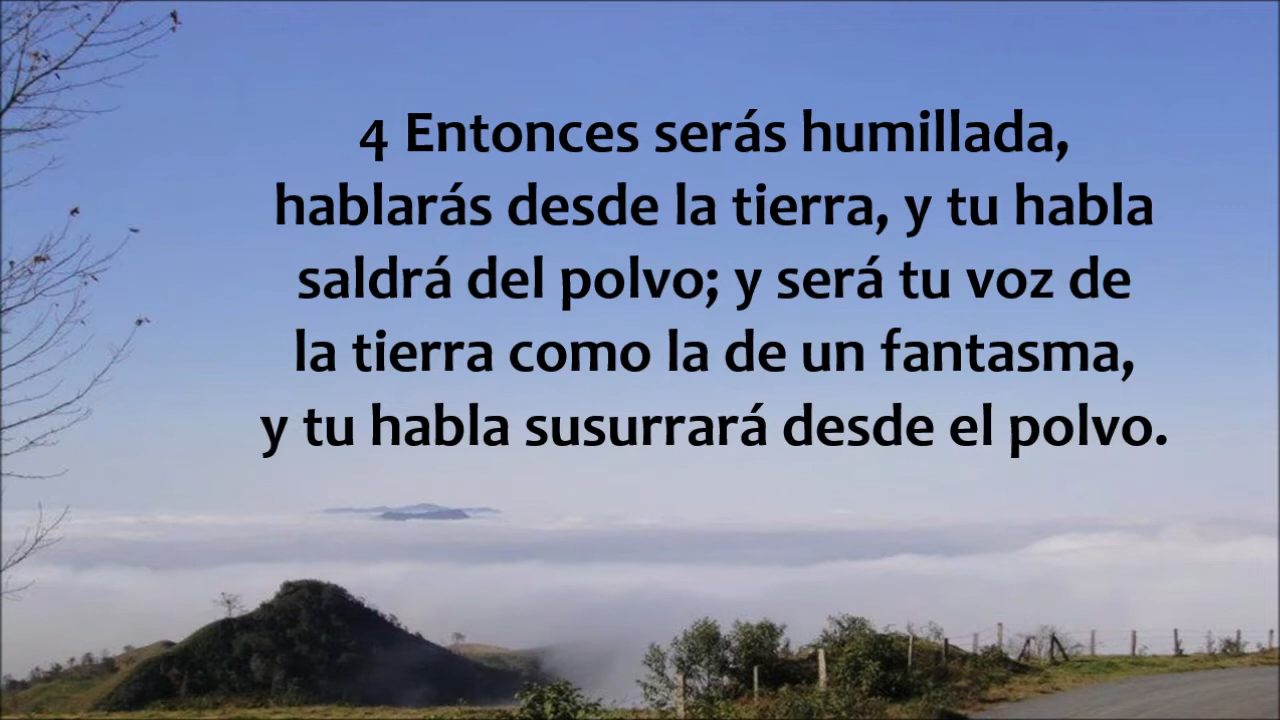 4 Entonces serás humillada,
hablarás desde la tierra, y tu habla
saldrá del polvo; y será tu voz de
la tierra como la de un fantasma,
y tu habla susurrará desde el polvo.